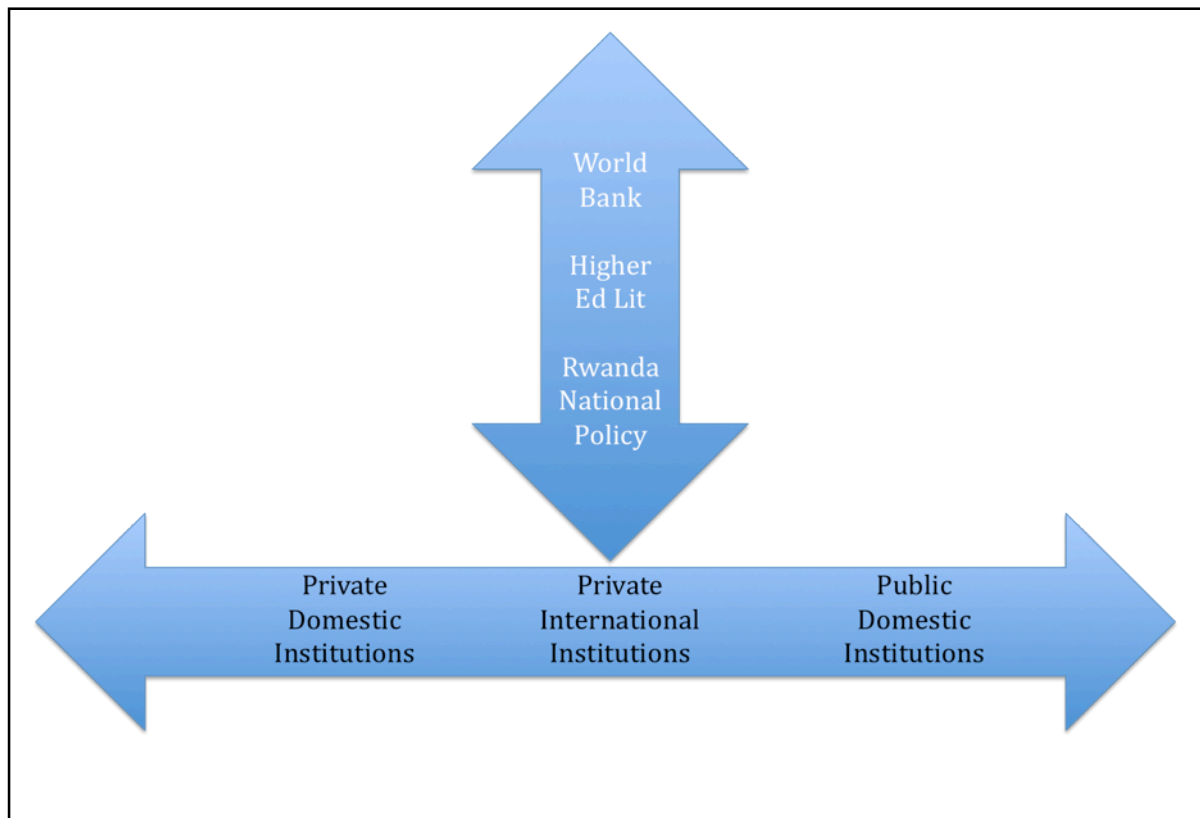 World
Bank
Higher
Ed Lit
Rwanda
National
Policy
Private
Domestic
Institutions
Private
International
Institutions
Public
Domestic
Institutions